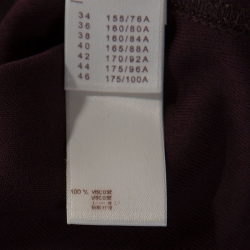 34 155/76A
36 160/80A
38 160/84A
40 165/88A
42 170/92A
44 175/96A
46 175/100A
100 % VISCOSE
VISCOSE